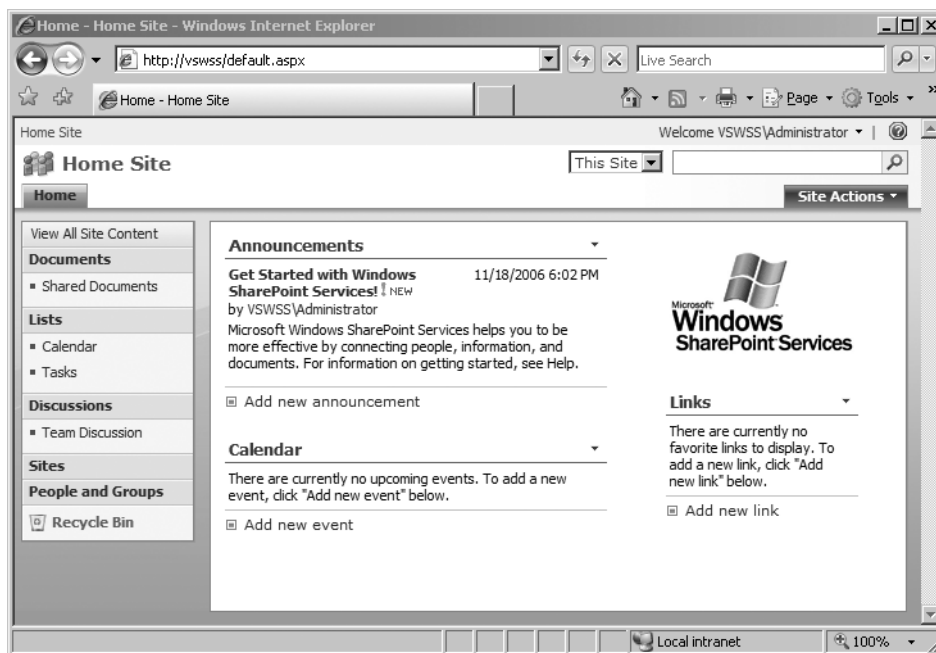 Home - Home Site - Windows Internet Explorer
http://vswss/default.aspx
Live Search
Home - Home Site
Page
Tools
»
Home Site
Welcome VSWSS\Administrator
|
Home Site
This Site
Home
Site Actions
View All Site Content
Documents
Shared Documents
Lists
Calendar
Tasks
Discussions
Team Discussion
Sites
People and Groups
Recycle Bin
Announcements
Get Started with Windows
SharePoint Services! ! NEW
11/18/2006 6:02 PM
by VSWSS\Administrator
Microsoft Windows SharePoint Services helps you to be
more effective by connecting people, information, and
documents. For information on getting started, see Help.
Add new announcement
Calendar
There are currently no upcoming events. To add a new
event, click "Add new event" below.
Add new event
Microsoft
Windows
SharePoint Services
Links
There are currently no
favorite links to display. To
add a new link, click "Add
new link" below.
Add new link
Local intranet
100%